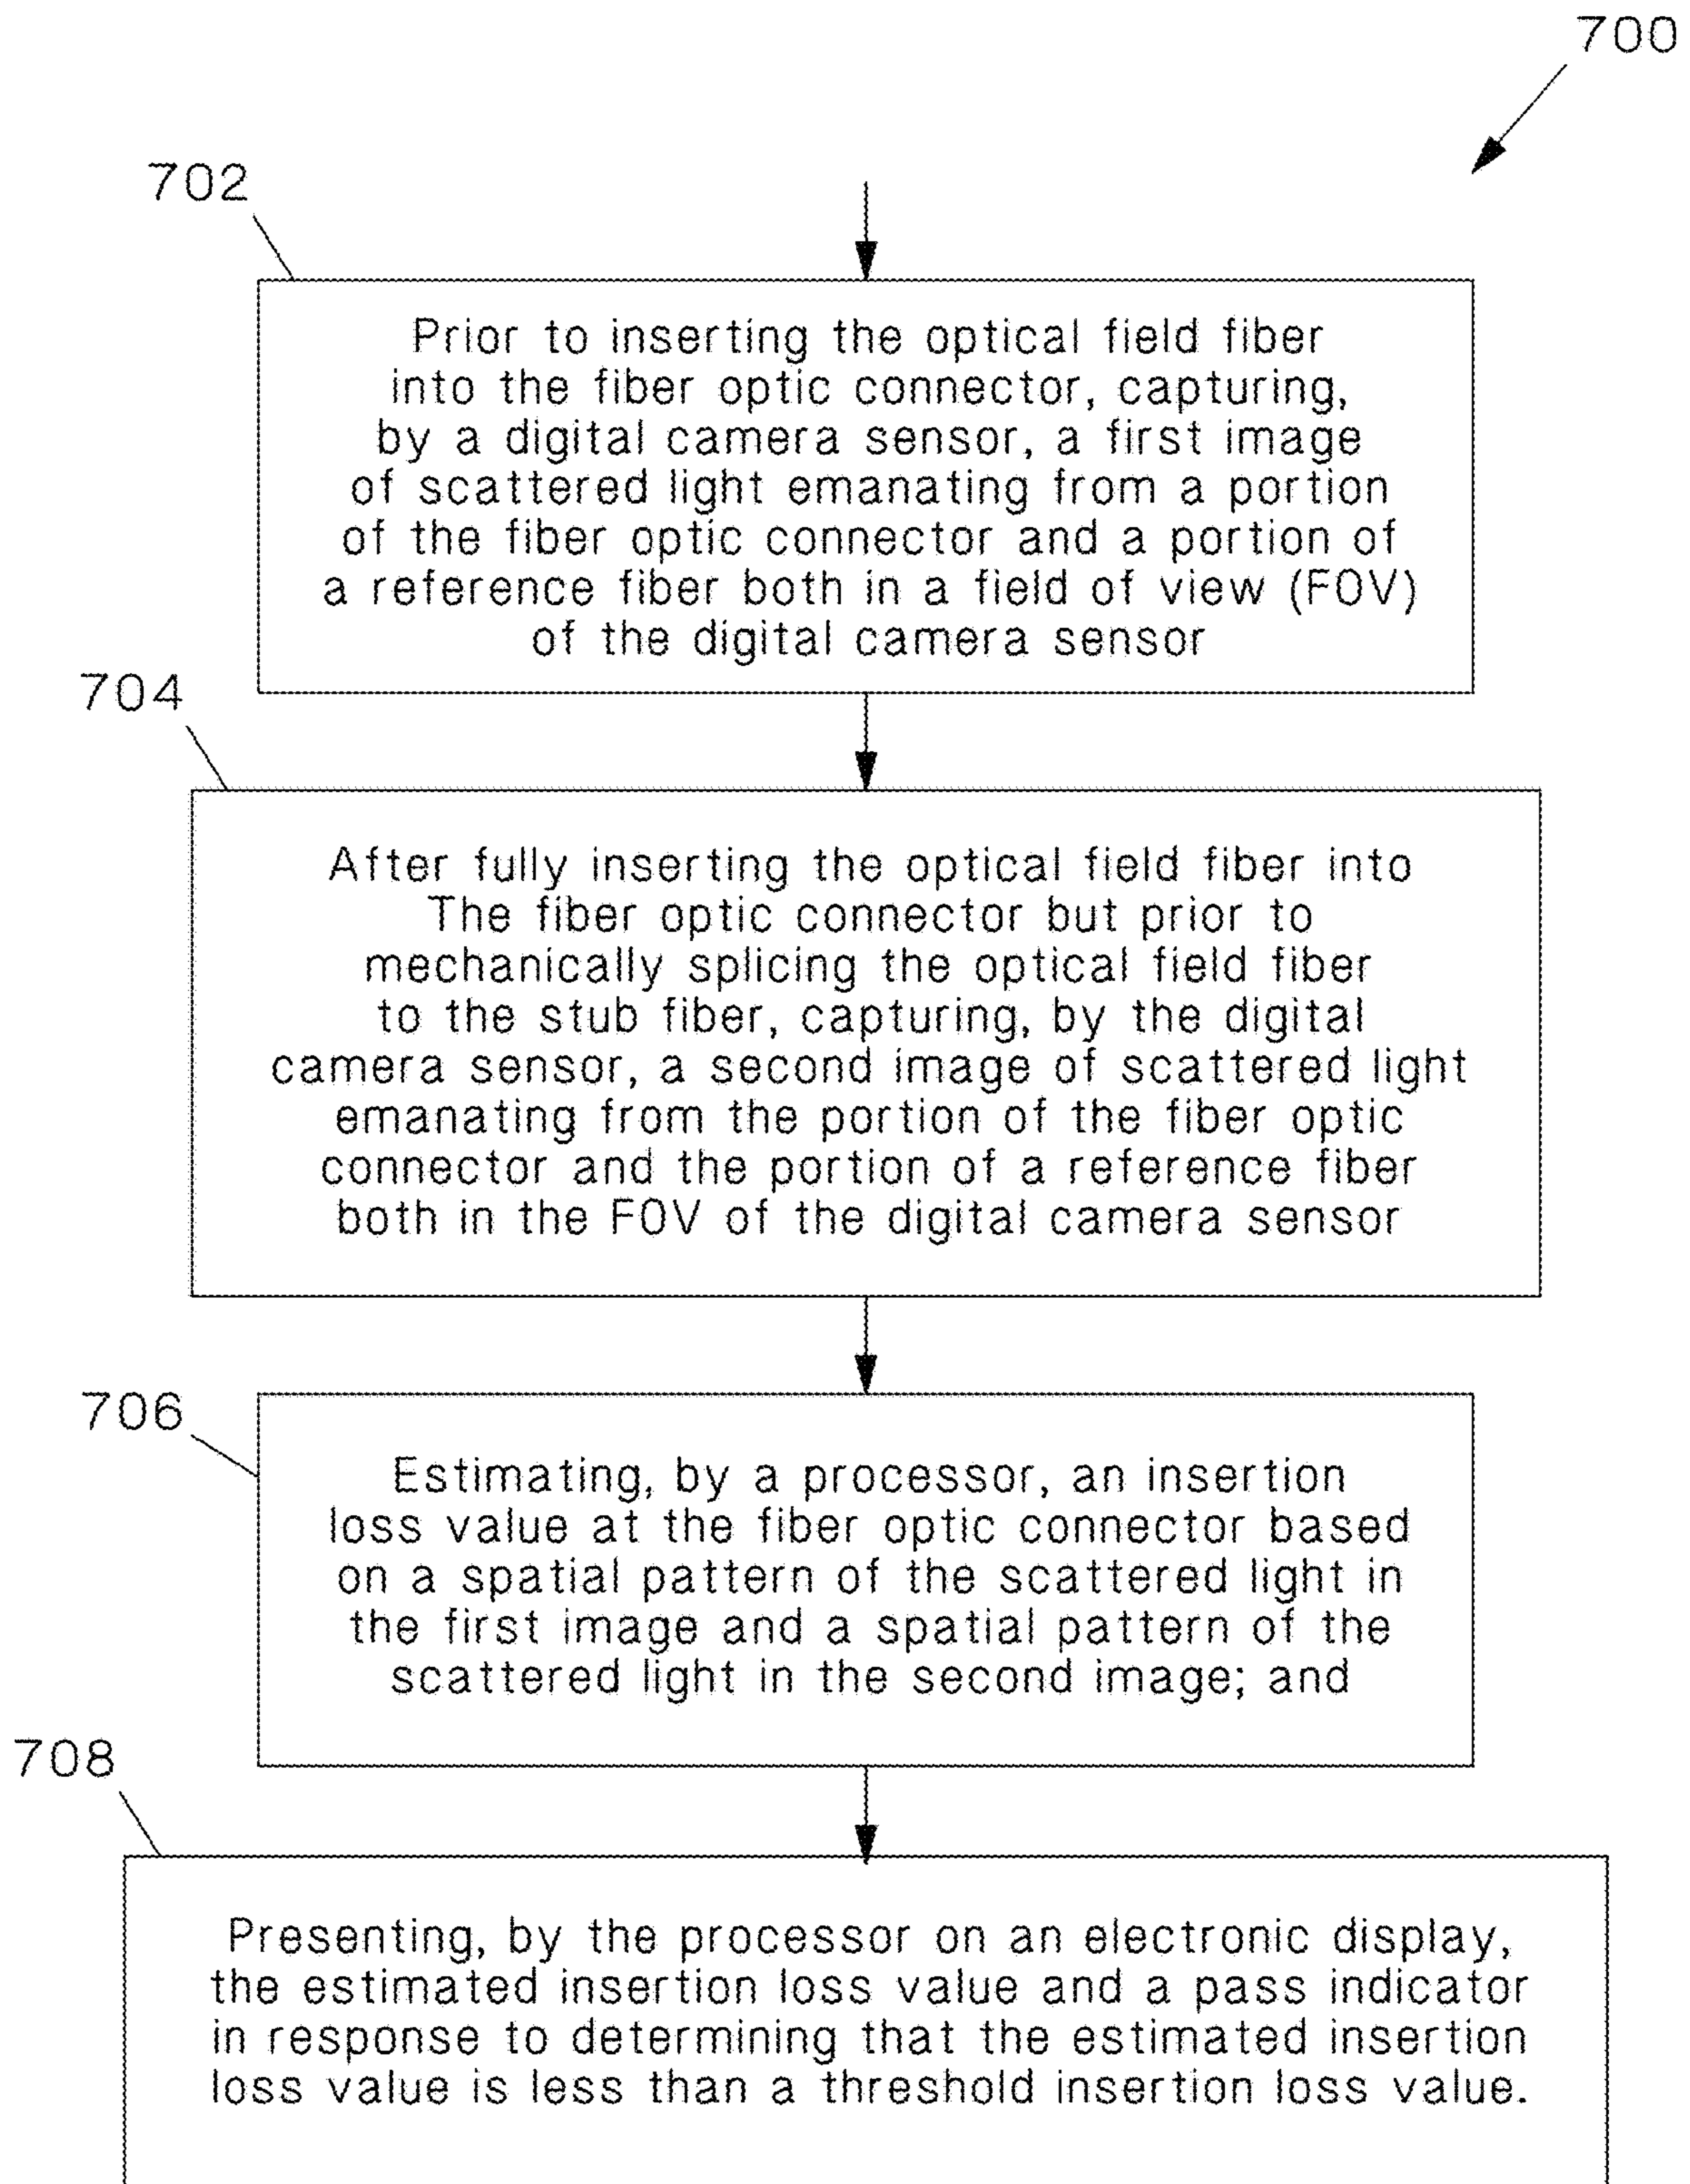 700
702
Prior to inserting the optical field fiber
into the fiber optic connector, capturing,
by a digital camera sensor, a first image
of scattered light emanating from a portion
of the fiber optic connector and a portion of
a reference fiber both in a field of view (FOV)
of the digital camera sensor
704
After fully inserting the optical field fiber into
The fiber optic connector but prior to
mechanically splicing the optical field fiber
to the stub fiber, capturing, by the digital
camera sensor, a second image of scattered light
emanating from the portion of the fiber optic
connector and the portion of a reference fiber
both in the FOV of the digital camera sensor
706
Estimating, by a processor, an insertion
loss value at the fiber optic connector based
on a spatial pattern of the scattered light in
the first image and a spatial pattern of the
scattered light in the second image; and
708
Presenting, by the processor on an electronic display,
the estimated insertion loss value and a pass indicator
in response to determining that the estimated insertion
loss value is less than a threshold insertion loss value.